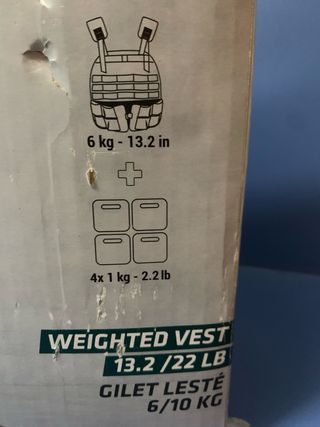 6 kg - 13.2 in
4x 1 kg - 2.2 lb
WEIGHTED VEST
13.2 /22 LB
GILET LESTÉ
6/10 KG